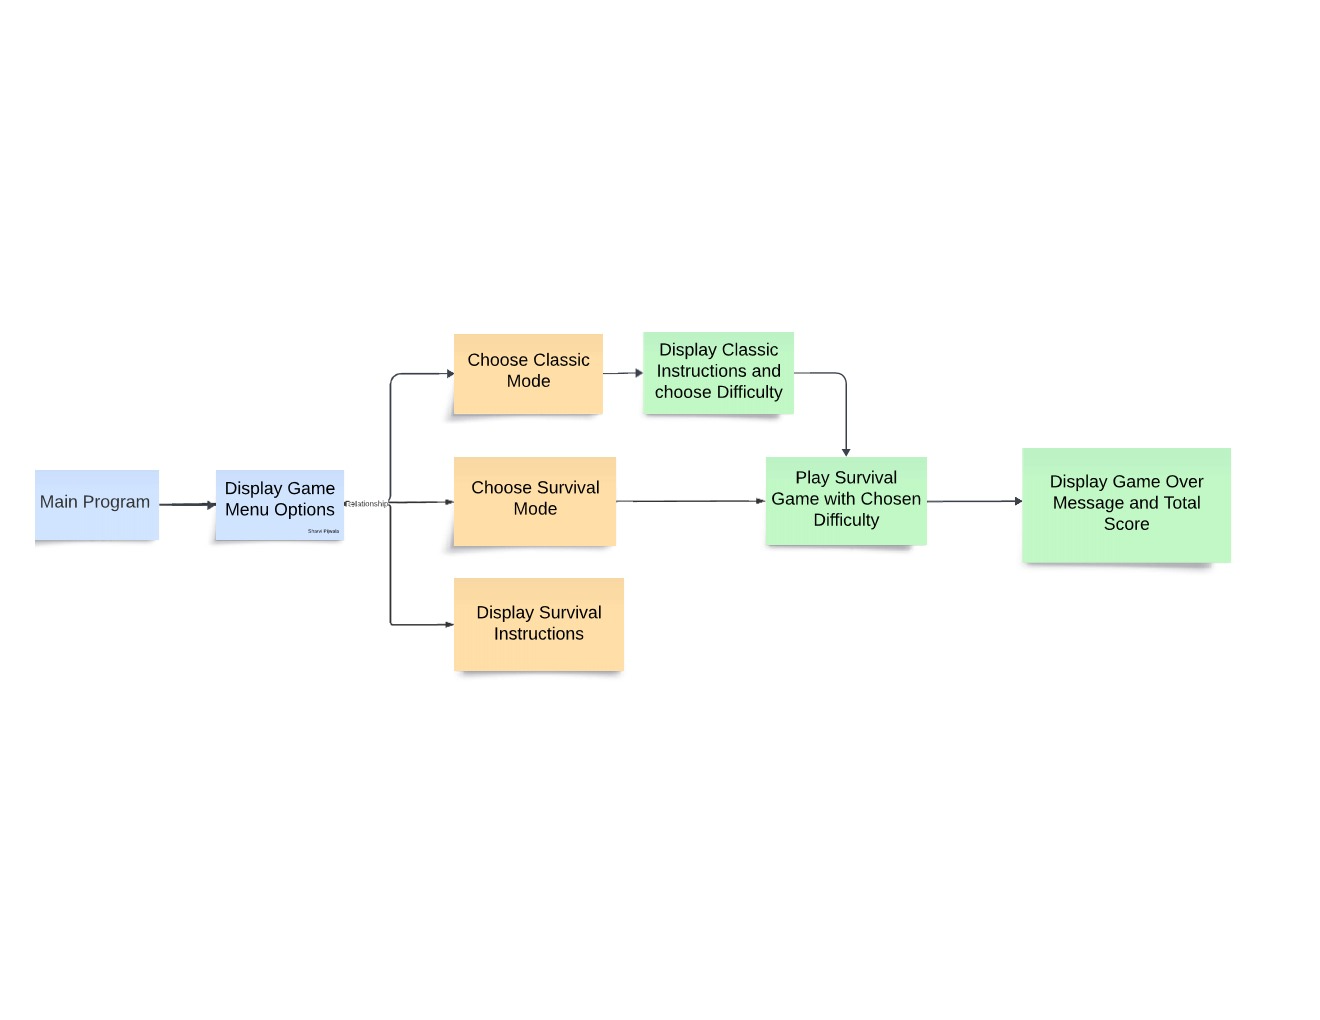 Choose Classic
Mode
Display Classic
Instructions and
choose Difficulty
Main Program
Display Game
Menu Options
Relationship
Choose Survival
Mode
Play Survival
Game with Chosen
Difficulty
Display Game Over
Message and Total
Score
Display Survival
Instructions